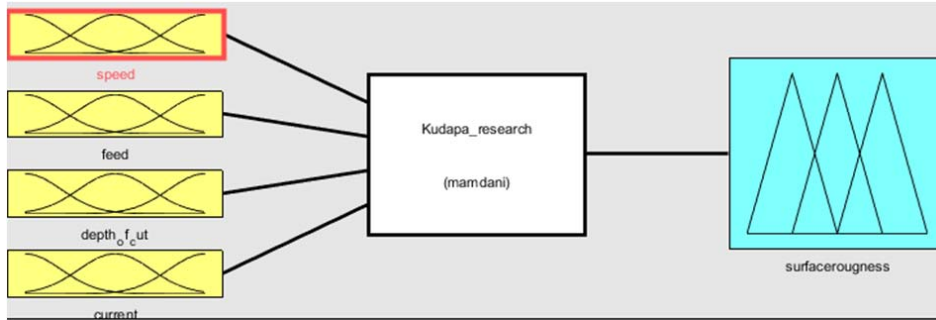 speed
feed
depth_of_cut
current
Kudapa_research
(mamdani)
surfacerougness